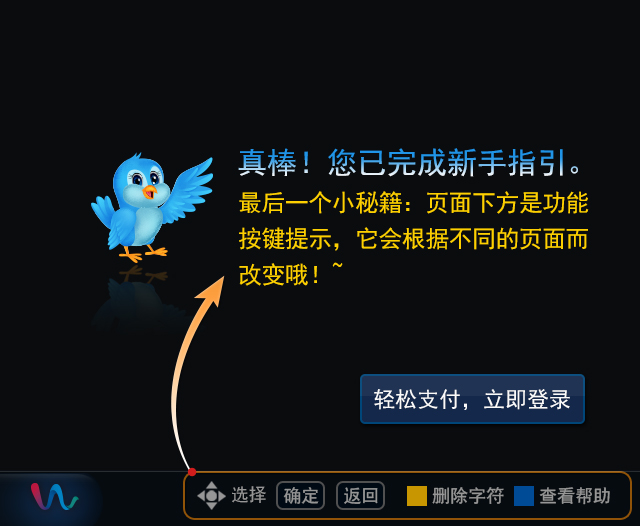 真棒！您已完成新手指引。
最后一个小秘籍：页面下方是功能
按键提示，它会根据不同的页面而
改变哦！~
轻松支付，立即登录
选择 确定 返回 删除字符 查看帮助